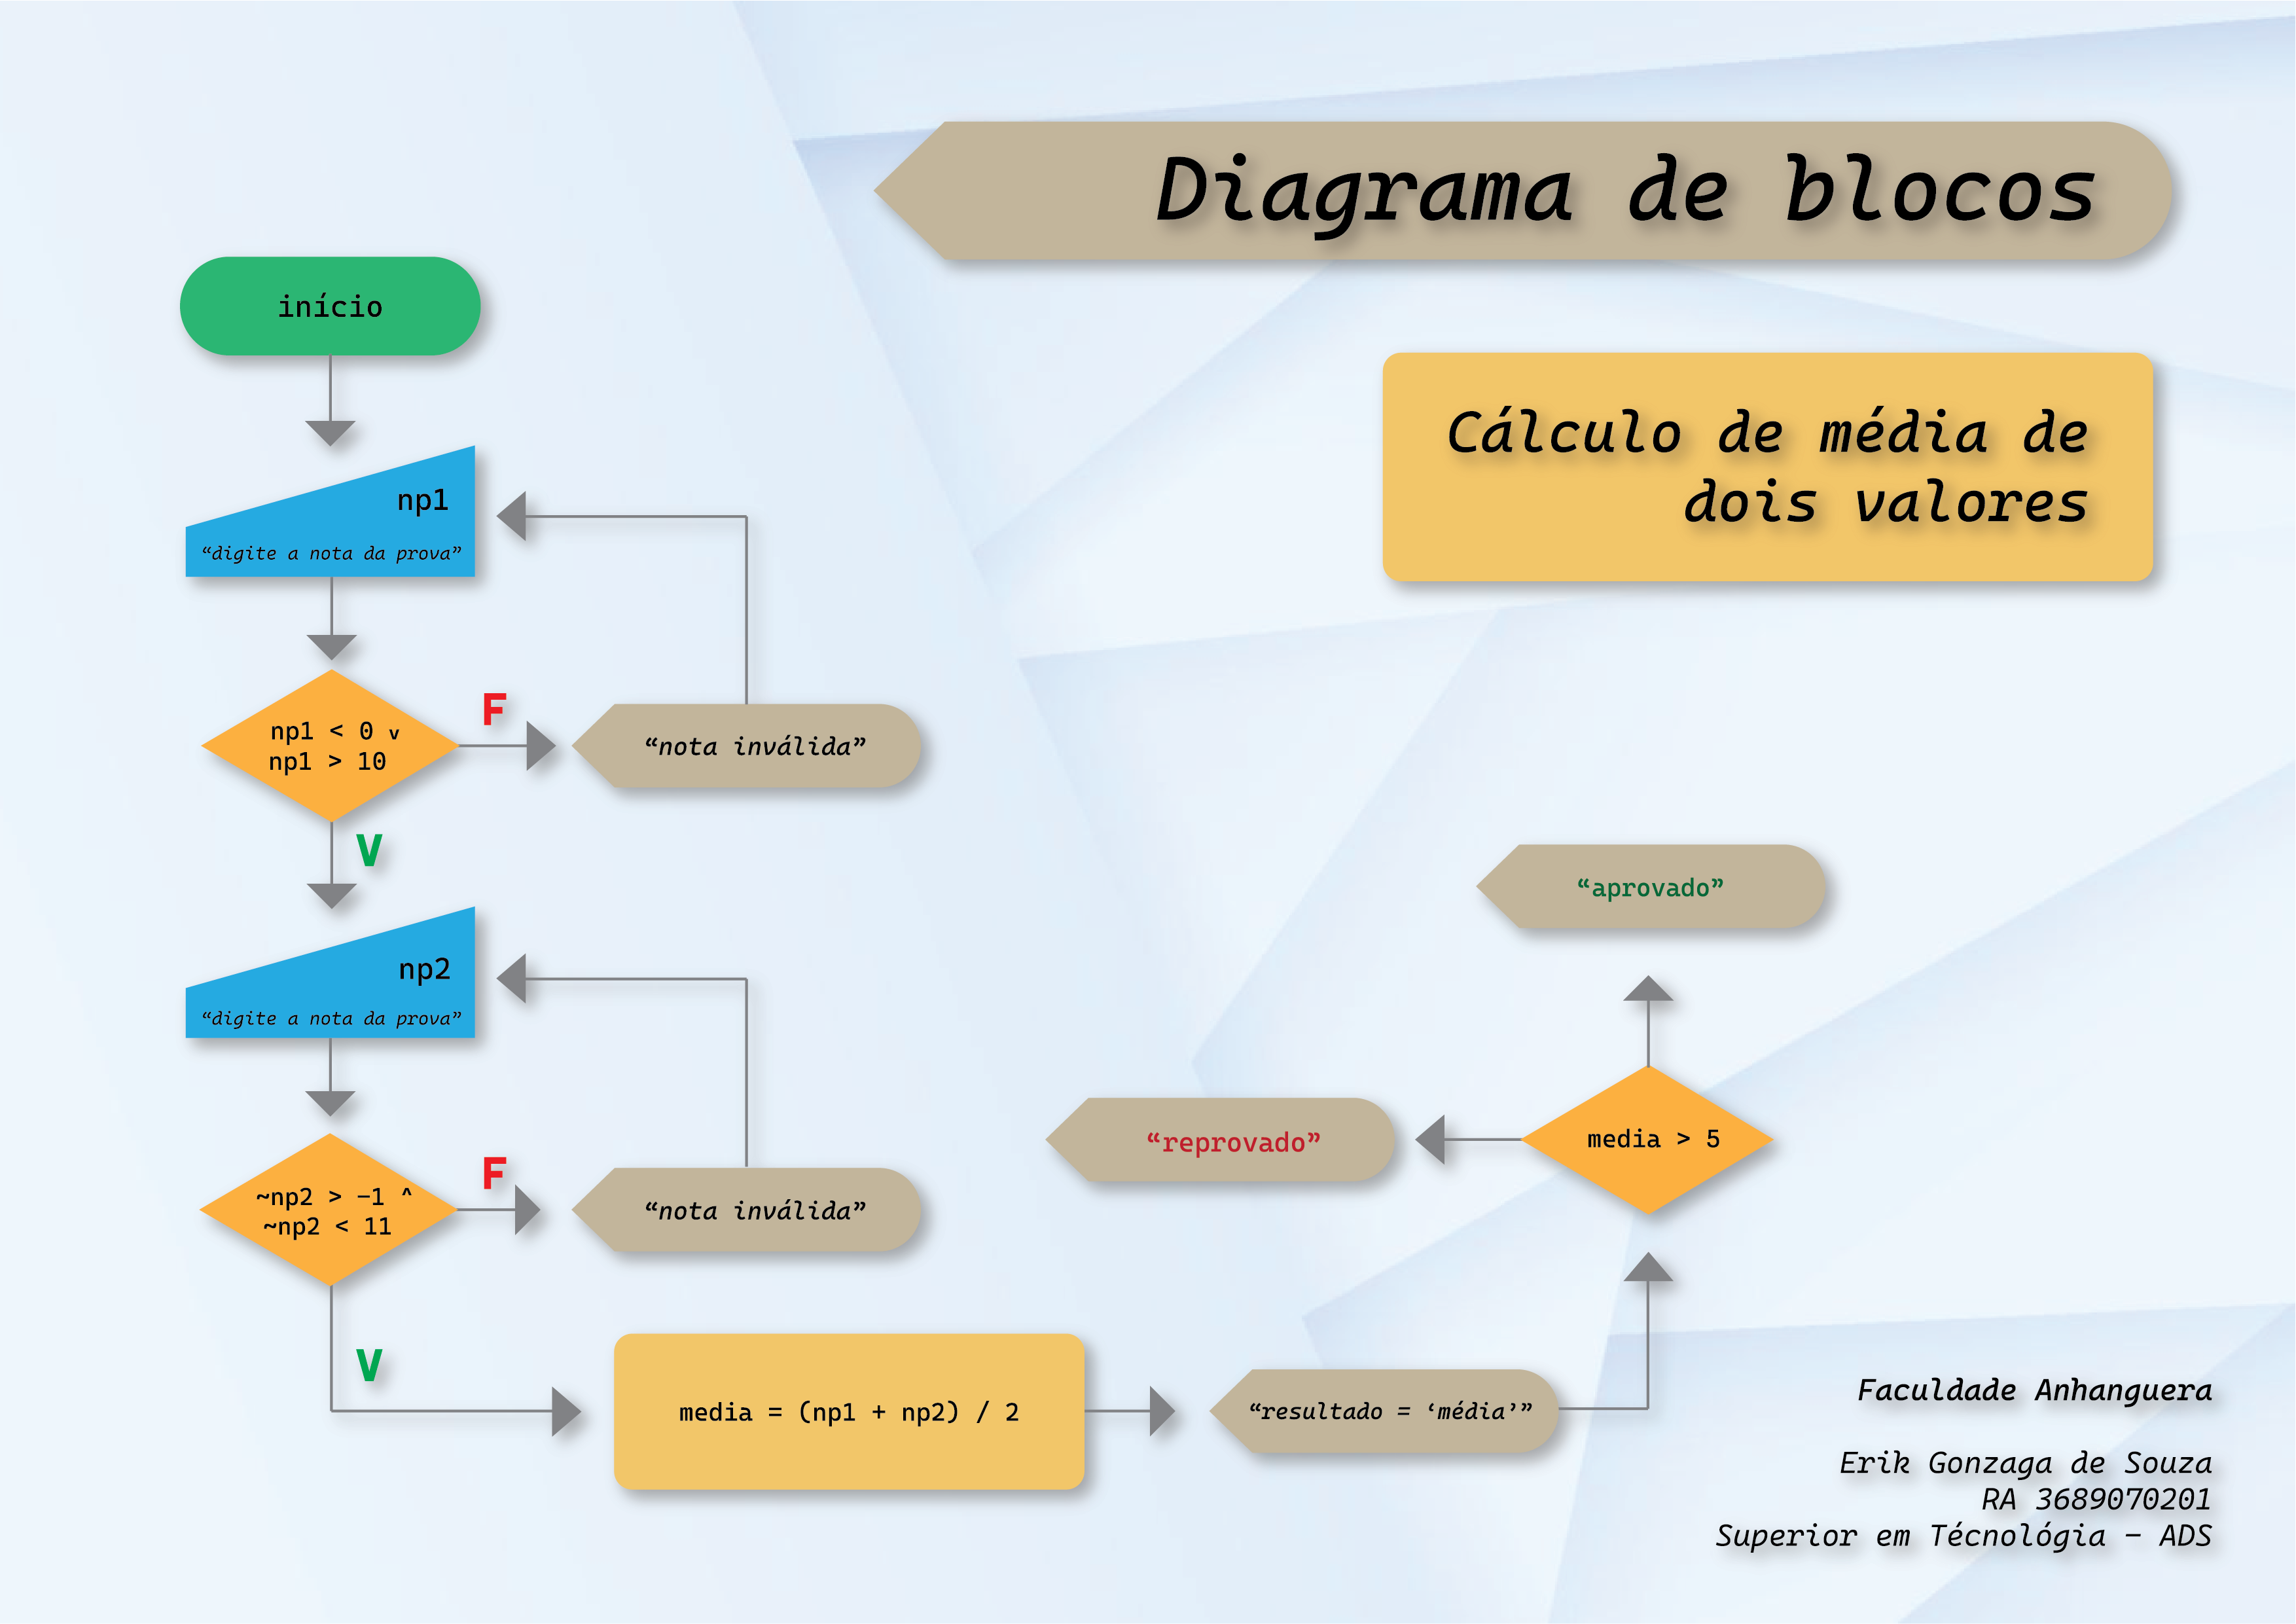 Diagrama de blocos
Cálculo de média de
dois valores
início
np1
“digite a nota da prova”
np1 < 0 v
np1 > 10
F
“nota inválida”
V
np2
“digite a nota da prova”
~np2 > −1 ^
~np2 < 11
F
“nota inválida”
V
media = (np1 + np2) / 2
“resultado = ‘média’”
media > 5
“reprovado”
“aprovado”
Faculdade Anhanguera
Erik Gonzaga de Souza
RA 3689070201
Superior em Técnológia − ADS